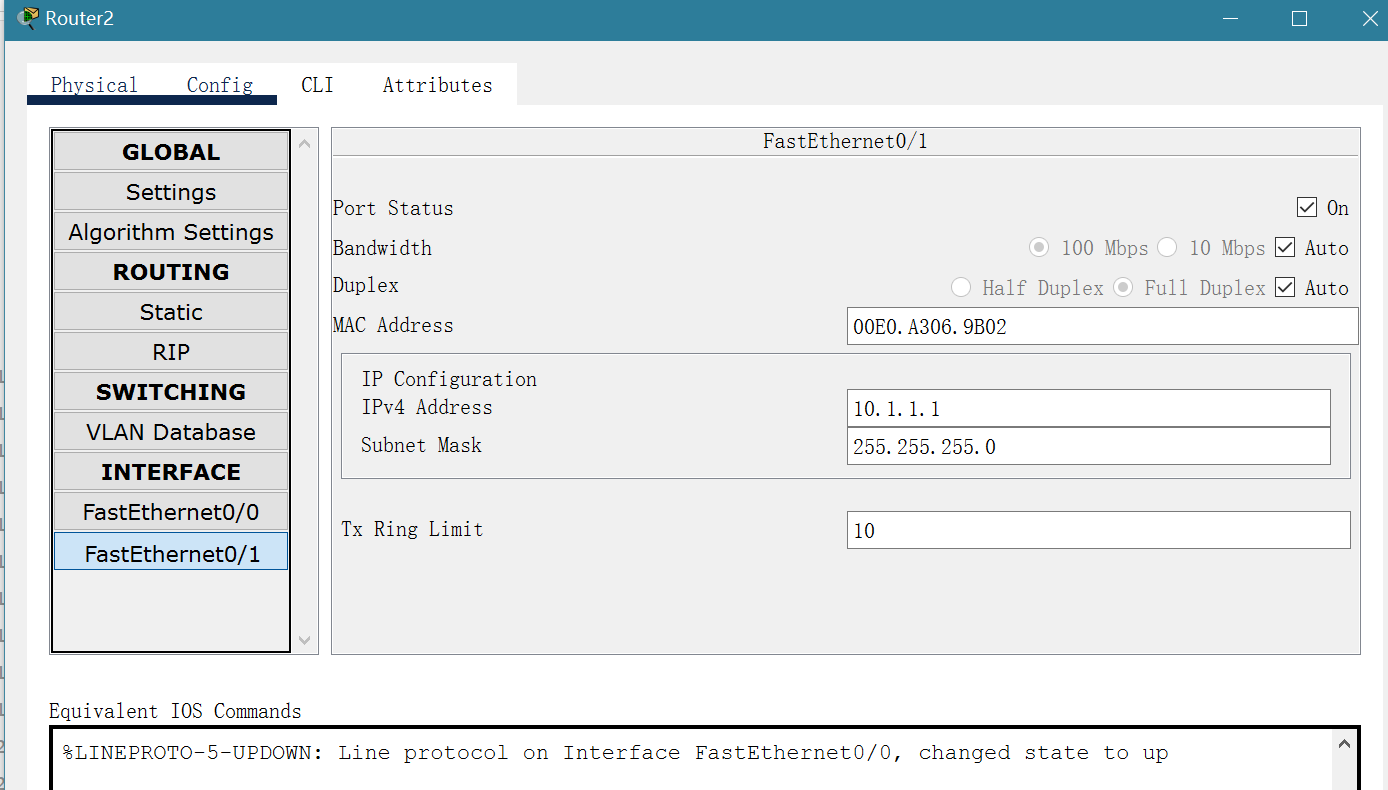 Router2
Physical Config CLI Attributes
GLOBAL
Settings
Algorithm Settings
ROUTING
Static
RIP
SWITCHING
VLAN Database
INTERFACE
FastEthernet0/0
FastEthernet0/1
FastEthernet0/1
Port Status On
Bandwidth 100 Mbps 10 Mbps Auto
Duplex Half Duplex Full Duplex Auto
MAC Address 00E0.A306.9B02
IP Configuration
IPv4 Address 10.1.1.1
Subnet Mask 255.255.255.0
Tx Ring Limit 10
Equivalent IOS Commands
%LINEPROTO-5-UPDOWN: Line protocol on Interface FastEthernet0/0, changed state to up